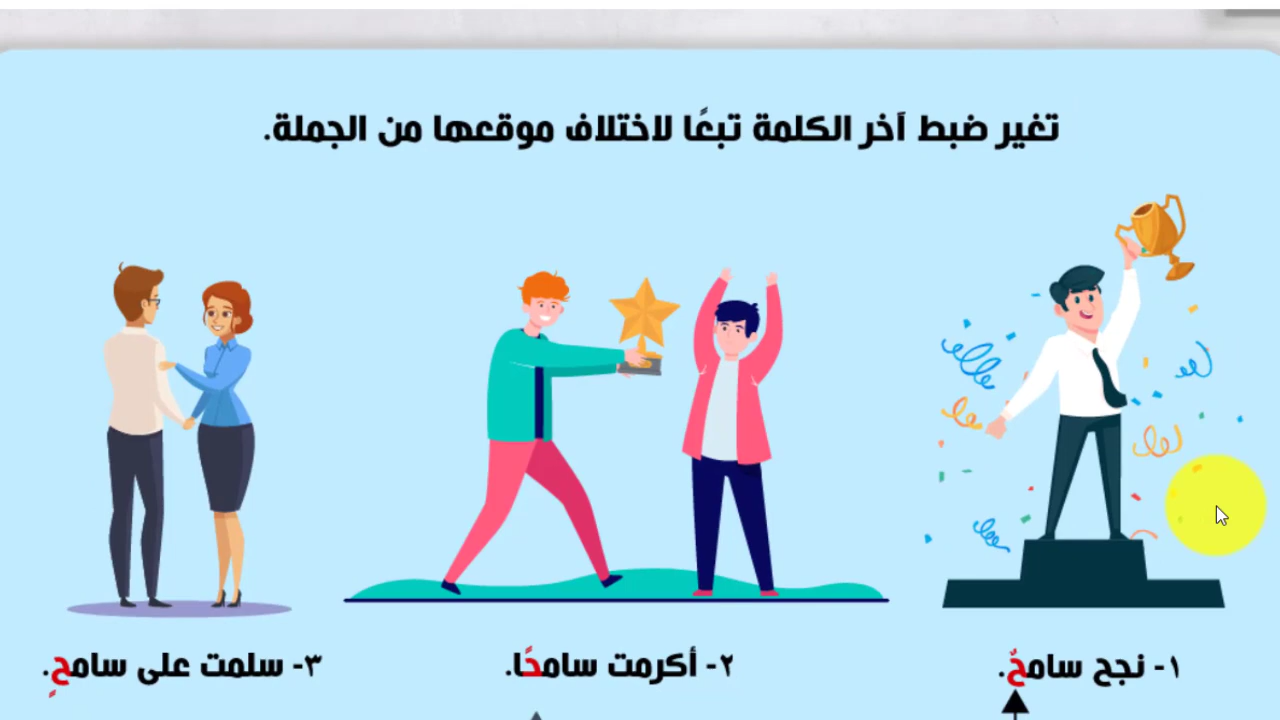 تغير ضبط آخر الكلمة تبعًا لاختلاف موقعها من الجملة.
١- نجح سامحٌ.
٢- أكرمت سامحًا.
٣- سلمت على سامحٍ.